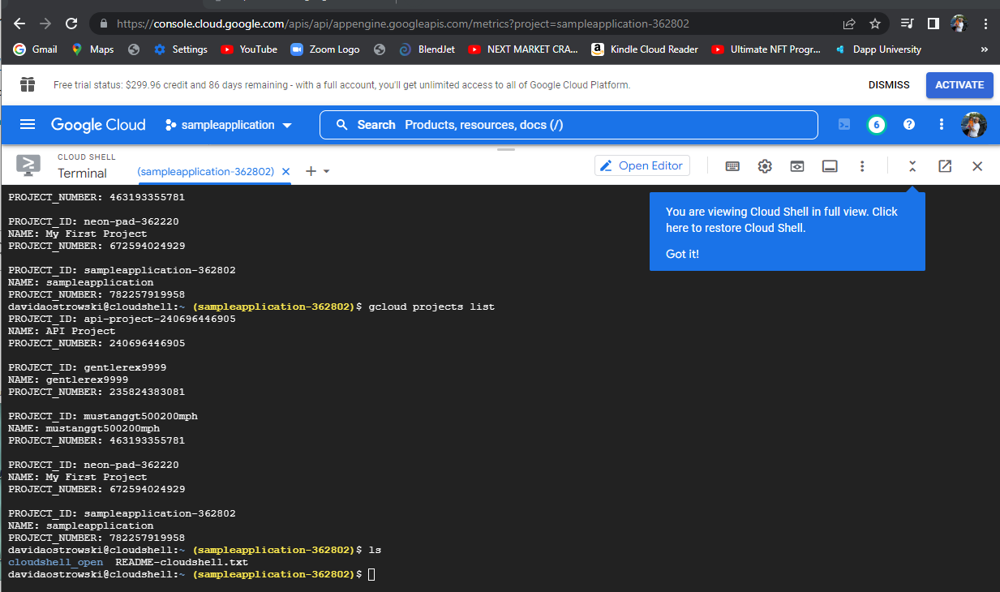 https://console.cloud.google.com/apis/api/appengine.googleapis.com/metrics?project=sampleapplication-362802
Gmail Maps Settings YouTube Zoom Logo BlendJet NEXT MARKET CRA... Kindle Cloud Reader Ultimate NFT Progr... Dapp University »
Free trial status: $299.96 credit and 86 days remaining - with a full account, you'll get unlimited access to all of Google Cloud Platform. DISMISS ACTIVATE
Google Cloud sampleapplication Search Products, resources, docs (/) 6
CLOUD SHELL
Terminal (sampleapplication-362802) Open Editor
PROJECT_NUMBER: 463193355781
PROJECT_ID: neon-pad-362220
NAME: My First Project
PROJECT_NUMBER: 672594024929
PROJECT_ID: sampleapplication-362802
NAME: sampleapplication
PROJECT_NUMBER: 782257919958
davidaostrowski@cloudshell:~ (sampleapplication-362802)$ gcloud projects list
PROJECT_ID: api-project-240696446905
NAME: API Project
PROJECT_NUMBER: 240696446905
PROJECT_ID: gentlerex9999
NAME: gentlerex9999
PROJECT_NUMBER: 235824383081
PROJECT_ID: mustanggt500200mph
NAME: mustanggt500200mph
PROJECT_NUMBER: 463193355781
PROJECT_ID: neon-pad-362220
NAME: My First Project
PROJECT_NUMBER: 672594024929
PROJECT_ID: sampleapplication-362802
NAME: sampleapplication
PROJECT_NUMBER: 782257919958
davidaostrowski@cloudshell:~ (sampleapplication-362802)$ ls
cloudshell_open README-cloudshell.txt
davidaostrowski@cloudshell:~ (sampleapplication-362802)$
You are viewing Cloud Shell in full view. Click
here to restore Cloud Shell.
Got it!